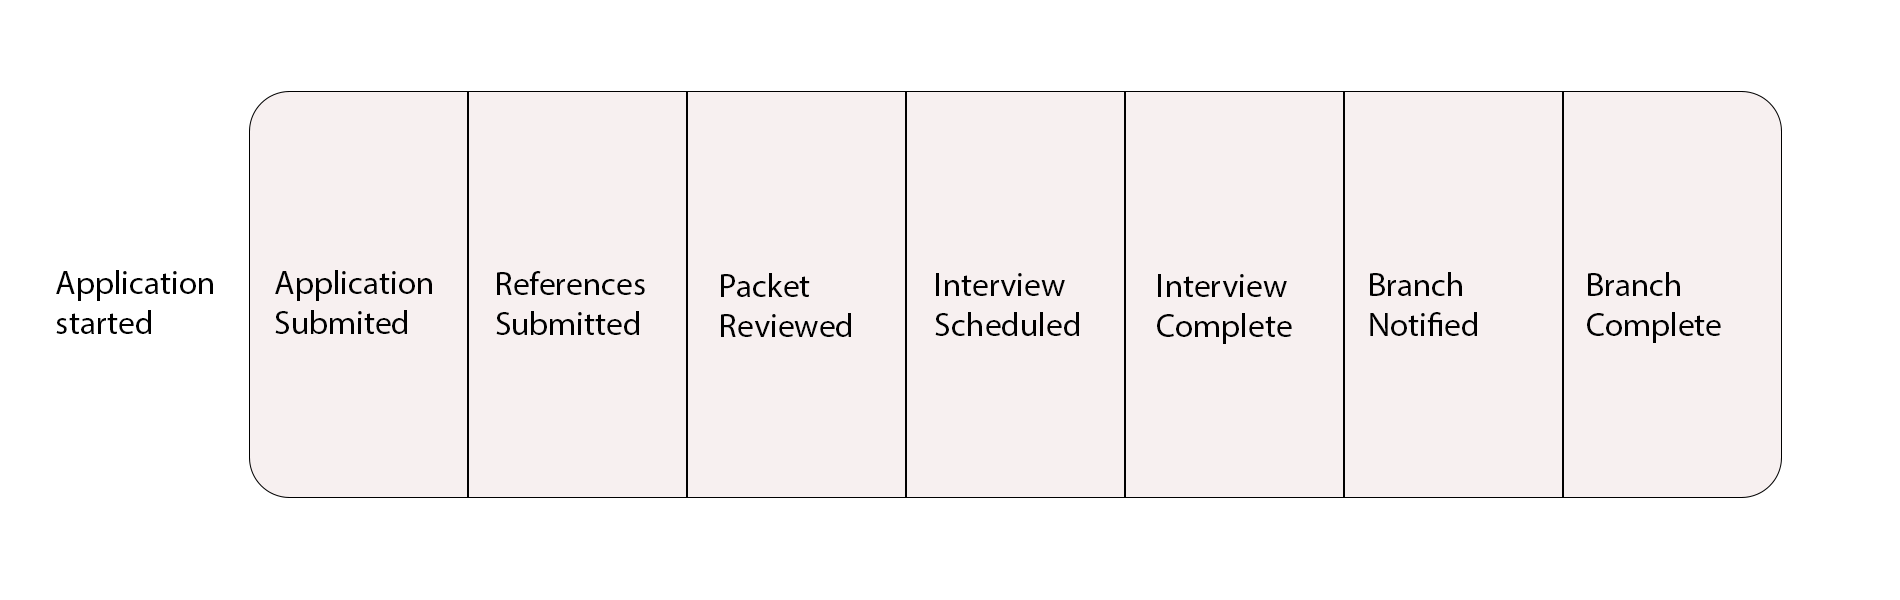 Application
started
Application
Submited
References
Submitted
Packet
Reviewed
Interview
Scheduled
Interview
Complete
Branch
Notified
Branch
Complete